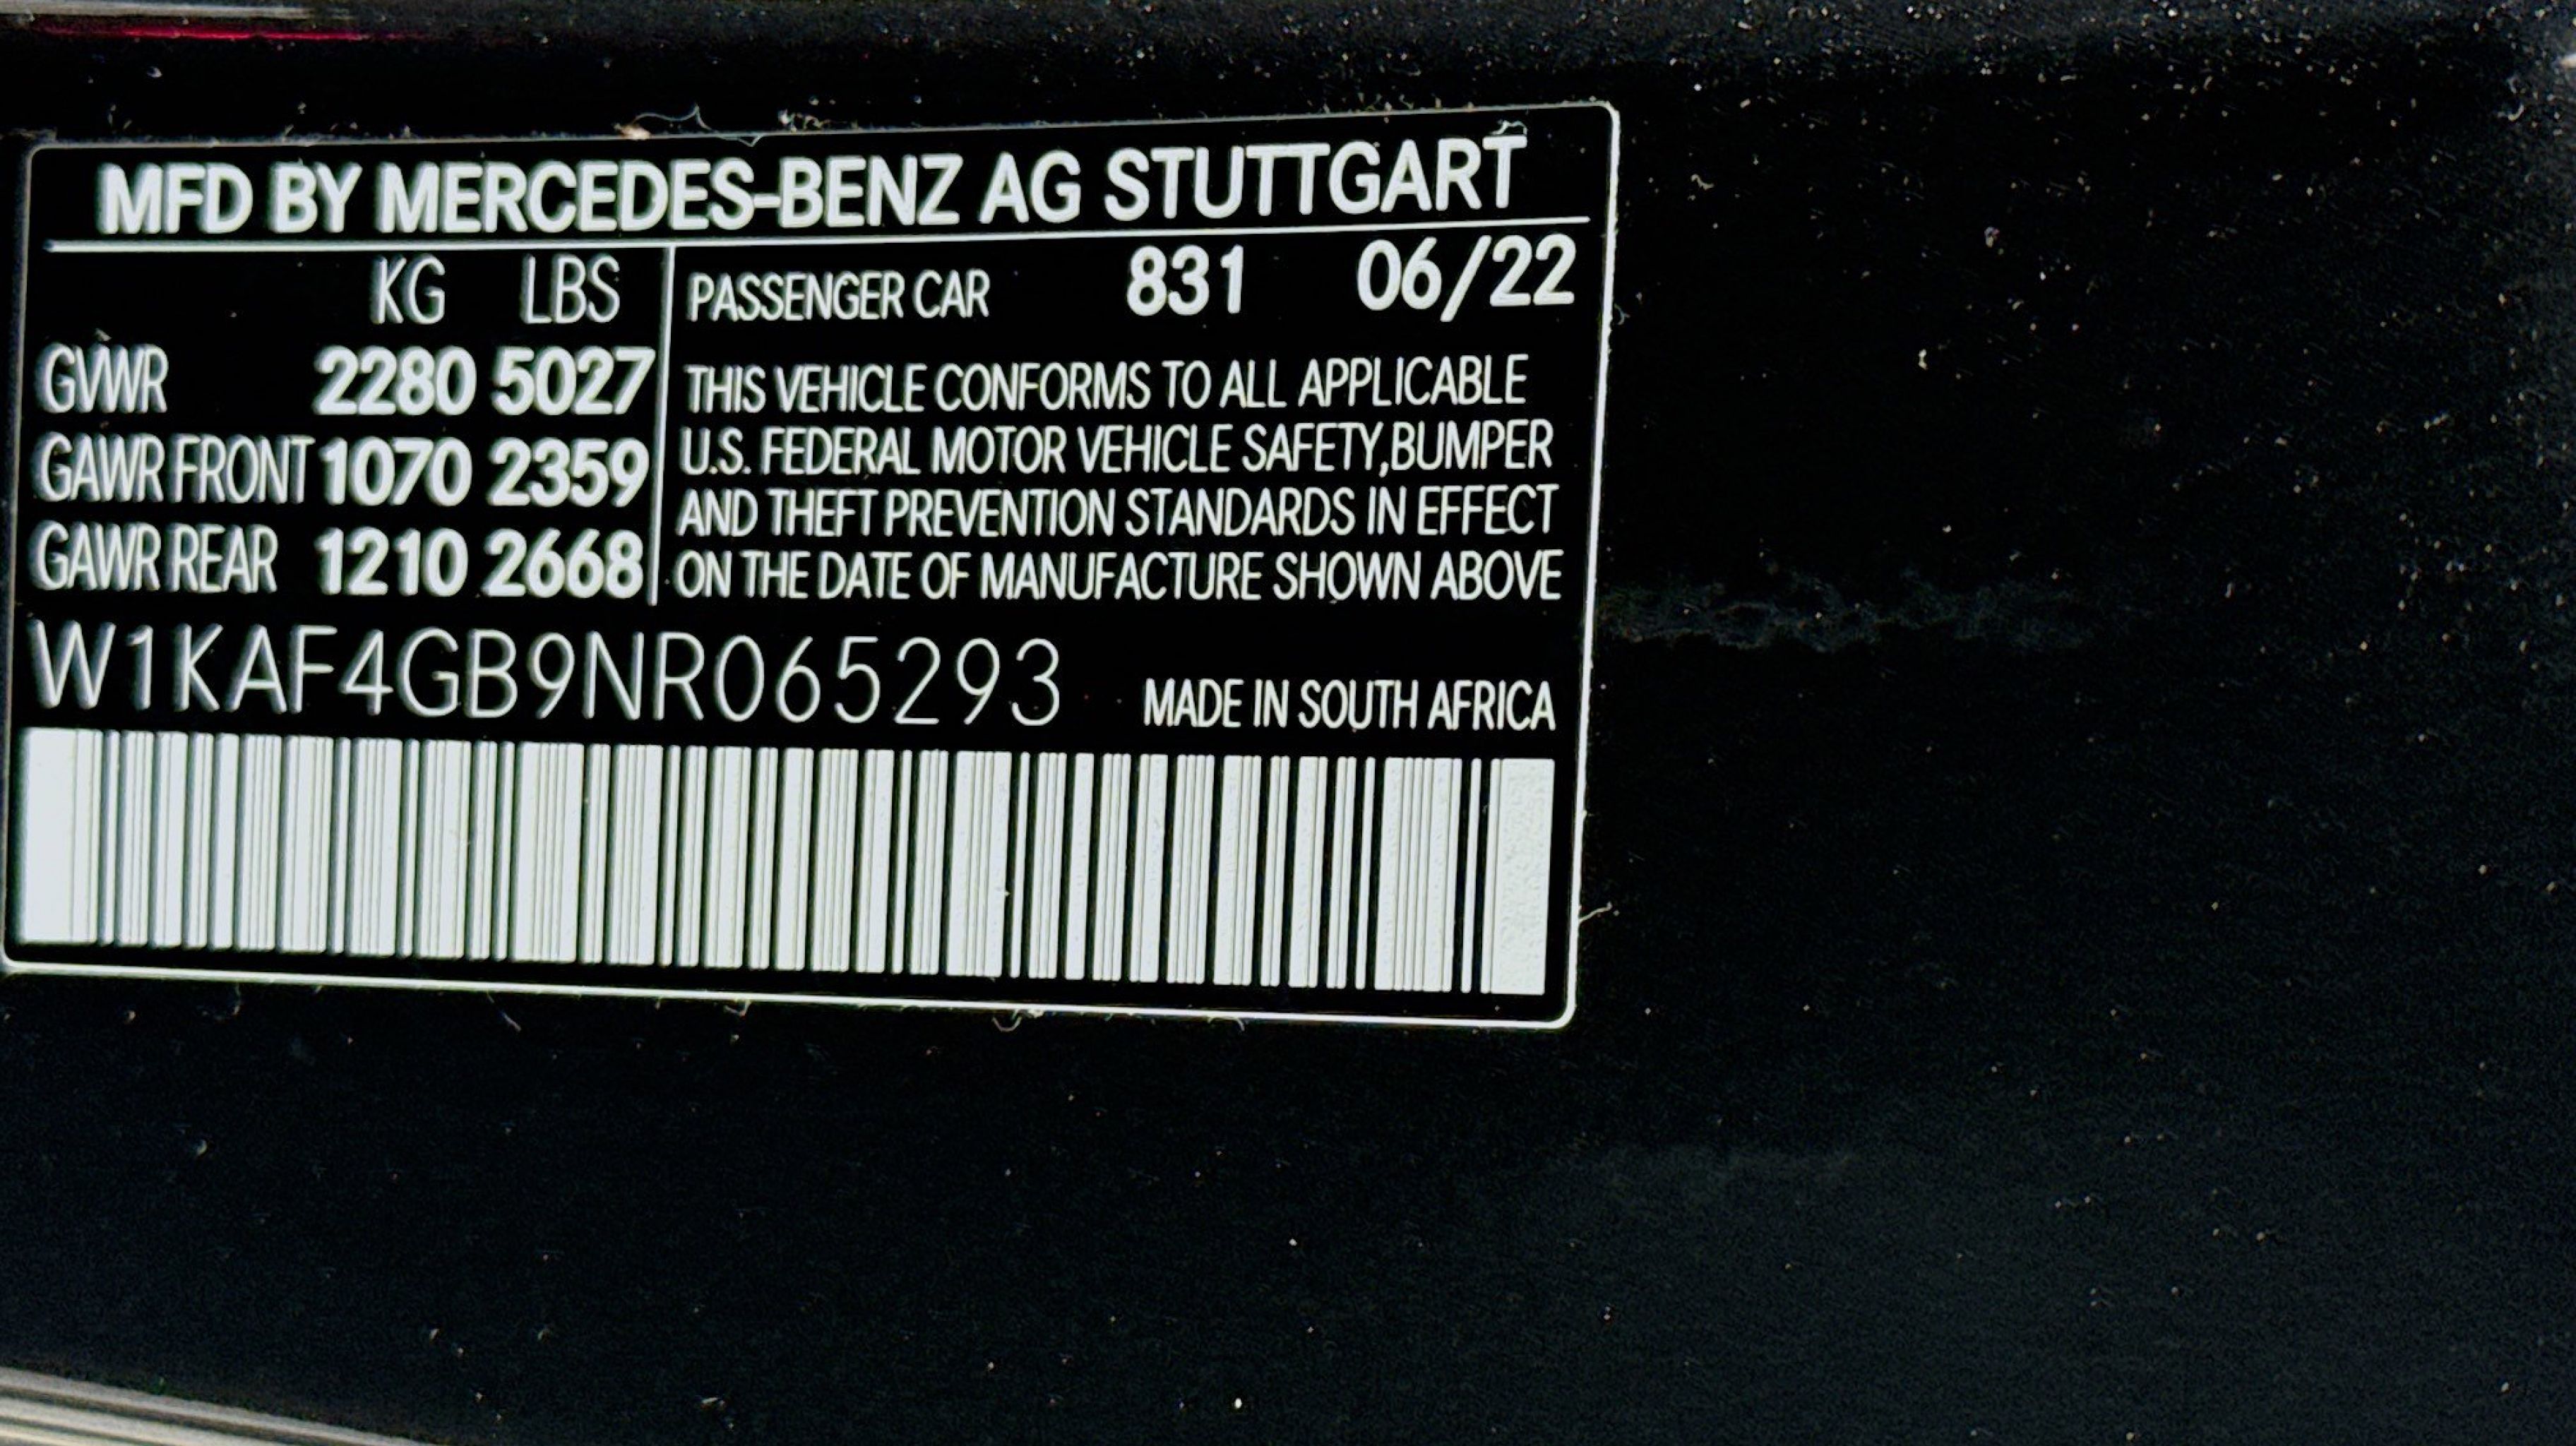 MFD BY MERCEDES-BENZ AG STUTTGART
KG LBS
GVWR 2280 5027
GAWR FRONT 1070 2359
GAWR REAR 1210 2668
PASSENGER CAR 831 06/22
THIS VEHICLE CONFORMS TO ALL APPLICABLE
U.S. FEDERAL MOTOR VEHICLE SAFETY,BUMPER
AND THEFT PREVENTION STANDARDS IN EFFECT
ON THE DATE OF MANUFACTURE SHOWN ABOVE
W1KAF4GB9NR065293
MADE IN SOUTH AFRICA